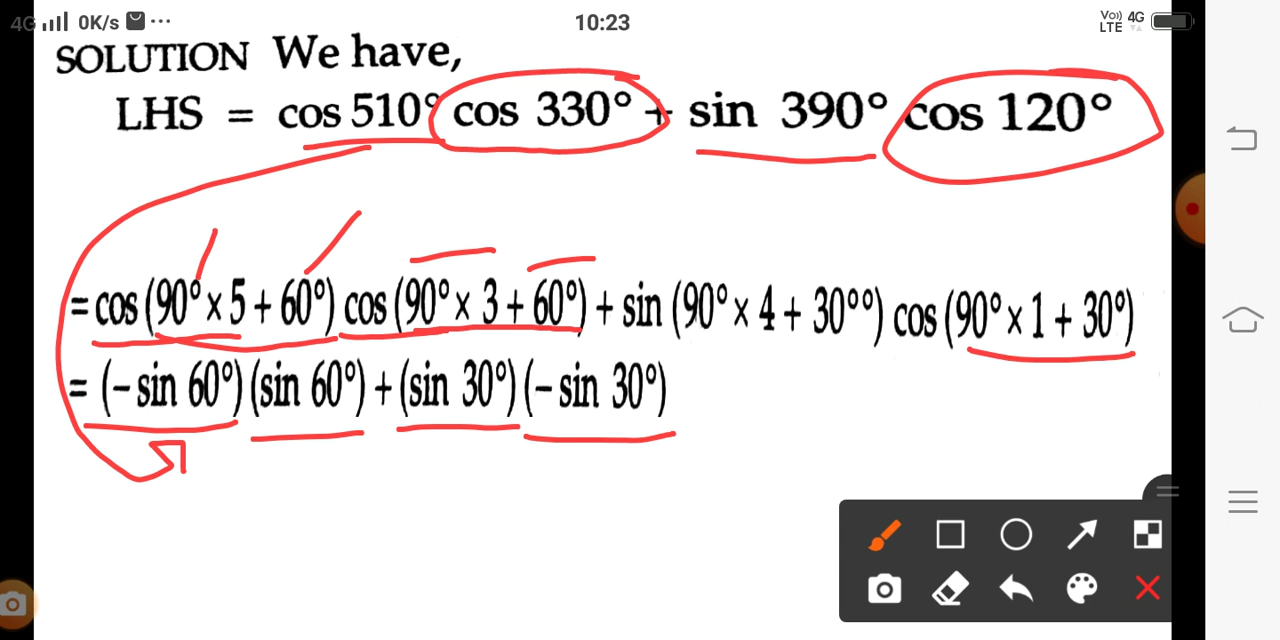 4G 0K/s ... 10:23 Vo)) LTE 4G
SOLUTION We have,
LHS = cos 510° cos 330° + sin 390° cos 120°
= cos (90° × 5 + 60°) cos (90° × 3 + 60°) + sin (90° × 4 + 30°°) cos (90° × 1 + 30°)
= (– sin 60°) (sin 60°) + (sin 30°) (– sin 30°)